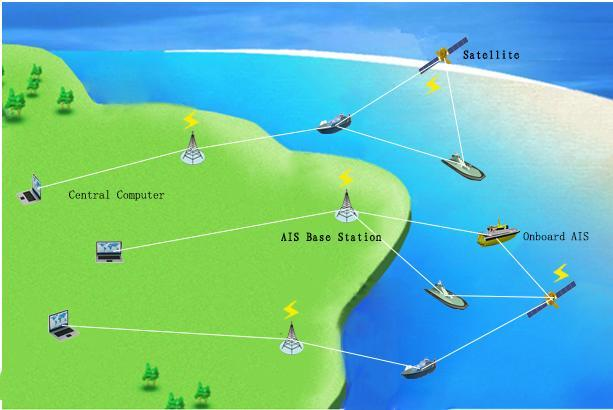 Satellite
Central Computer
AIS Base Station
Onboard AIS